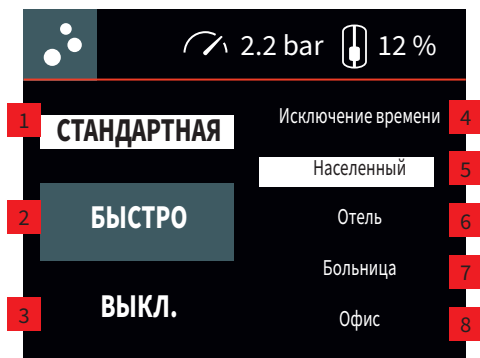 2.2 bar 12 %
1 СТАНДАРТНАЯ
2 БЫСТРО
3 ВЫКЛ.
Исключение времени 4
Населенный 5
Отель 6
Больница 7
Офис 8